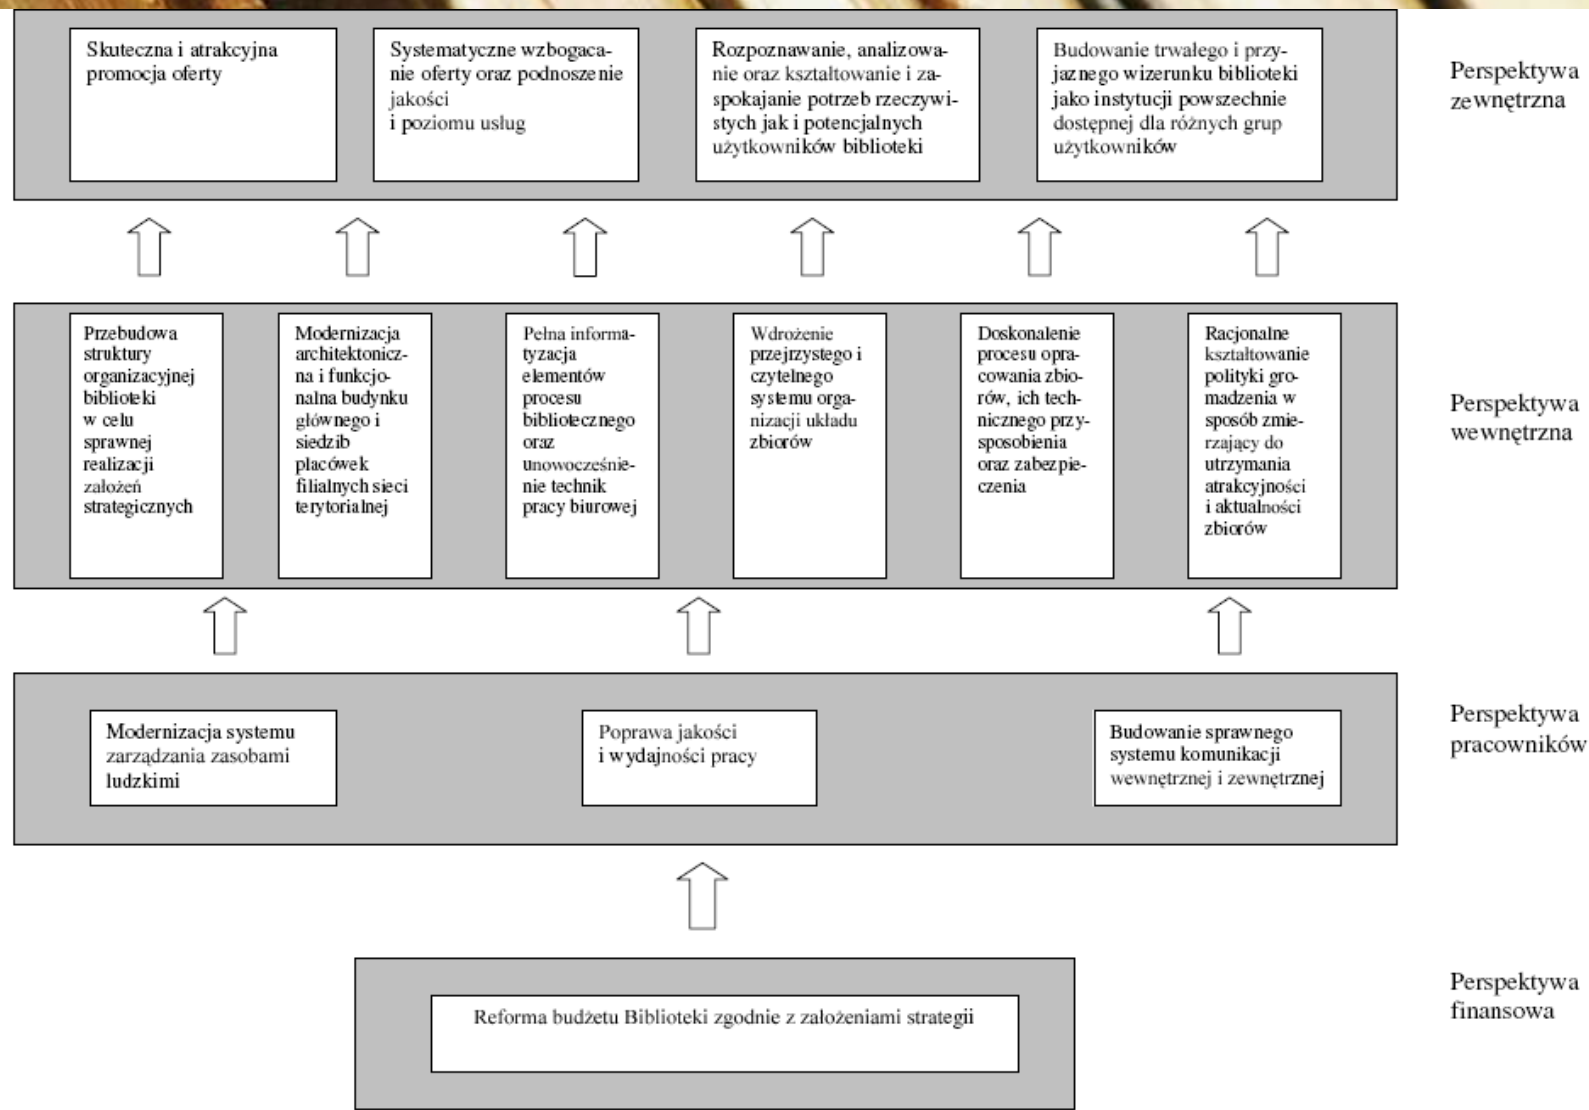 Skuteczna i atrakcyjna
promocja oferty
Systematyczne wzbogaca-
nie oferty oraz podnoszenie
jakości
i poziomu usług
Rozpoznawanie, analizowa-
nie oraz kształtowanie i za-
spokajanie potrzeb rzeczywi-
stych jak i potencjalnych
użytkowników biblioteki
Budowanie trwałego i przy-
jaznego wizerunku biblioteki
jako instytucji powszechnie
dostępnej dla różnych grup
użytkowników
Perspektywa
zewnętrzna
Przebudowa
struktury
organizacyjnej
biblioteki
w celu
sprawnej
realizacji
założeń
strategicznych
Modernizacja
architektonicz-
na i funkcjo-
nalna budynku
głównego i
siedzib
placówek
filialnych sieci
terytorialnej
Pełna informa-
tyzacja
elementów
procesu
bibliotecznego
oraz
unowocześnie-
nie technik
pracy biurowej
Wdrożenie
przejrzystego i
czytelnego
systemu orga-
nizacji układu
zbiorów
Doskonalenie
procesu opra-
cowania zbio-
rów, ich tech-
nicznego przy-
sposobienia
oraz zabezpie-
czenia
Racjonalne
kształtowanie
polityki gro-
madzenia w
sposób zmie-
rzający do
utrzymania
atrakcyjności
i aktualności
zbiorów
Perspektywa
wewnętrzna
Modernizacja systemu
zarządzania zasobami
ludzkimi
Poprawa jakości
i wydajności pracy
Budowanie sprawnego
systemu komunikacji
wewnętrznej i zewnętrznej
Perspektywa
pracowników
Reforma budżetu Biblioteki zgodnie z założeniami strategii
Perspektywa
finansowa